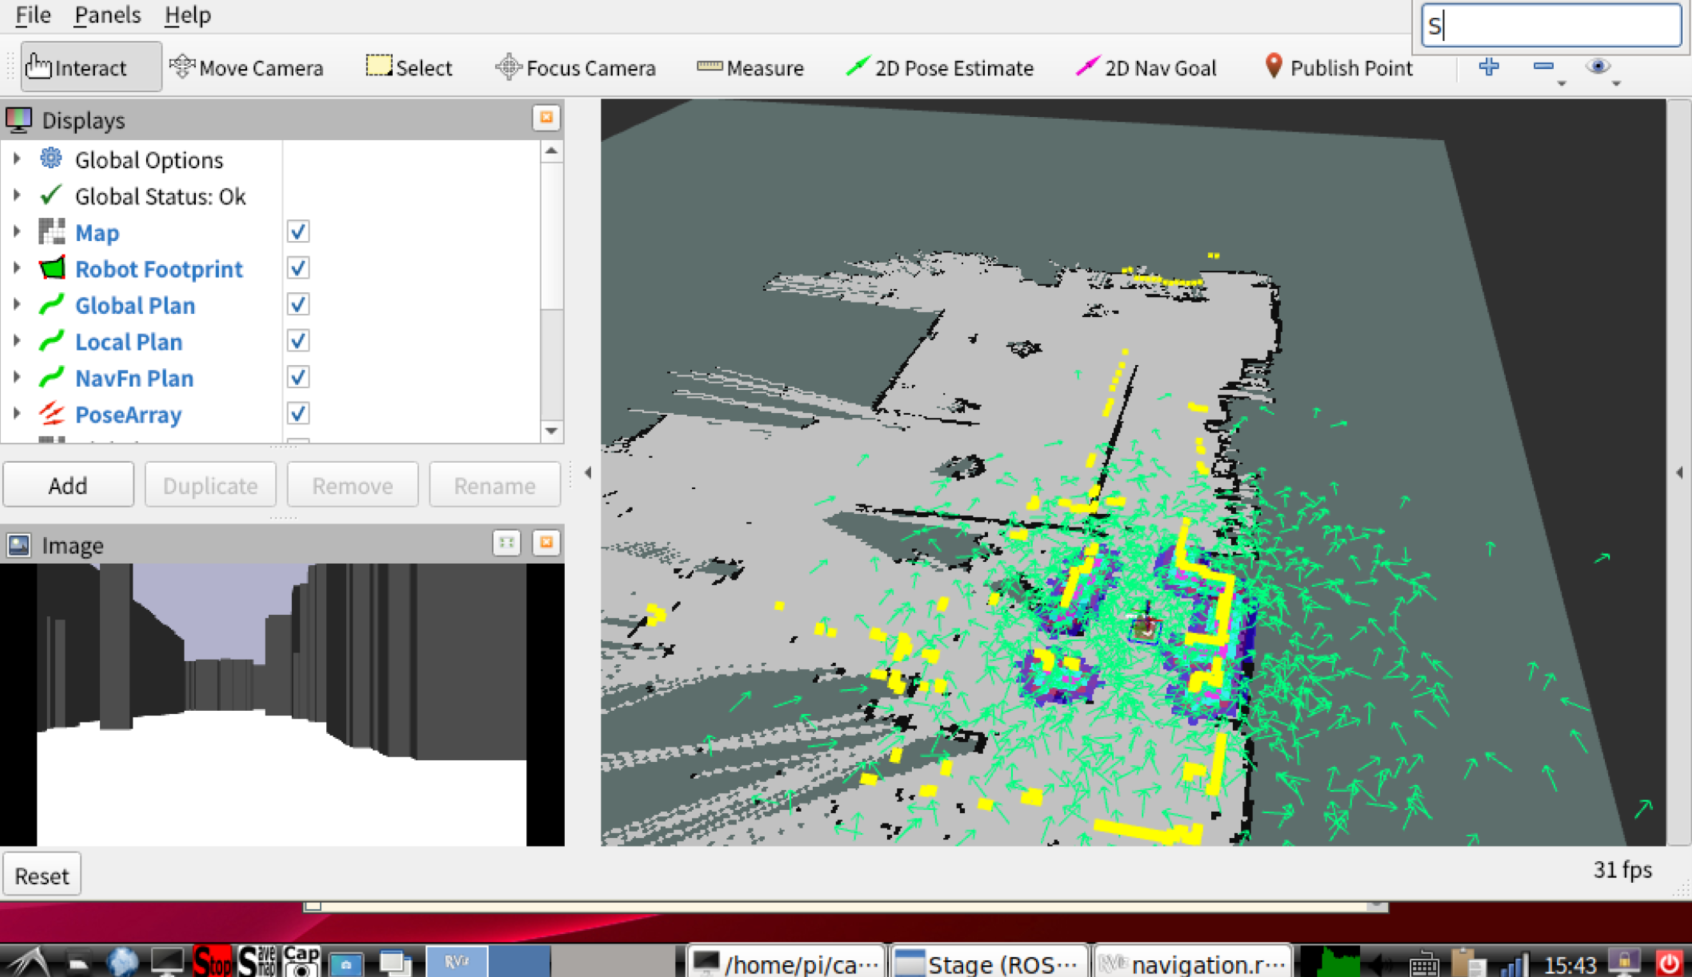 File Panels Help
S
Interact Move Camera Select Focus Camera Measure 2D Pose Estimate 2D Nav Goal Publish Point
Displays
Global Options
Global Status: Ok
Map
Robot Footprint
Global Plan
Local Plan
NavFn Plan
PoseArray
Add Duplicate Remove Rename
Image
Reset
31 fps
Stop Save map Cap RViz /home/pi/ca··· Stage (ROS··· navigation.r··· 15:43